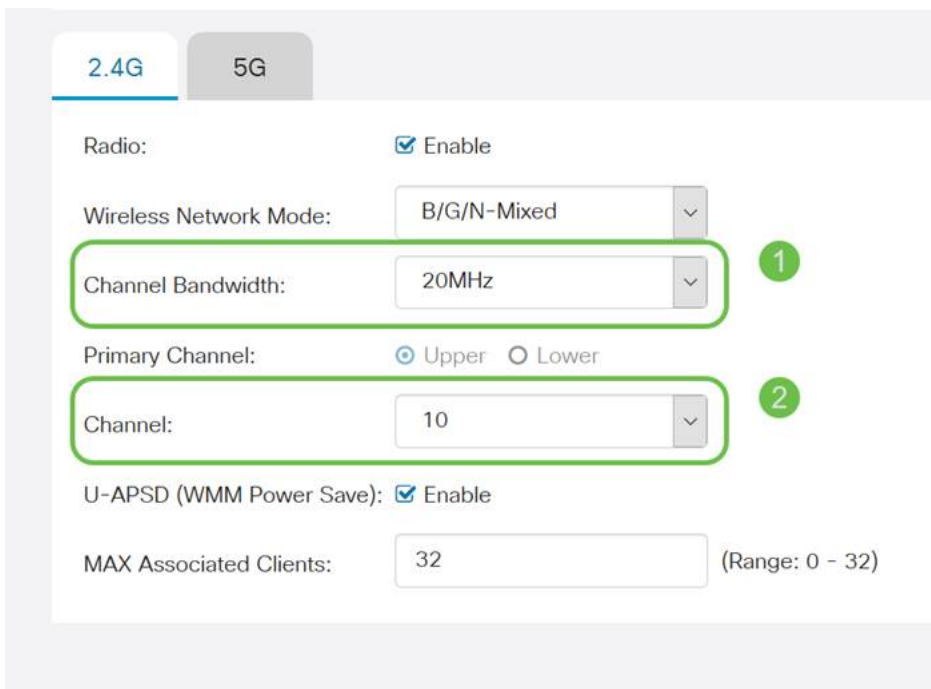 2.4G 5G
Radio: Enable
Wireless Network Mode: B/G/N-Mixed
Channel Bandwidth: 20MHz 1
Primary Channel: Upper Lower
Channel: 10 2
U-APSD (WMM Power Save): Enable
MAX Associated Clients: 32 (Range: 0 - 32)